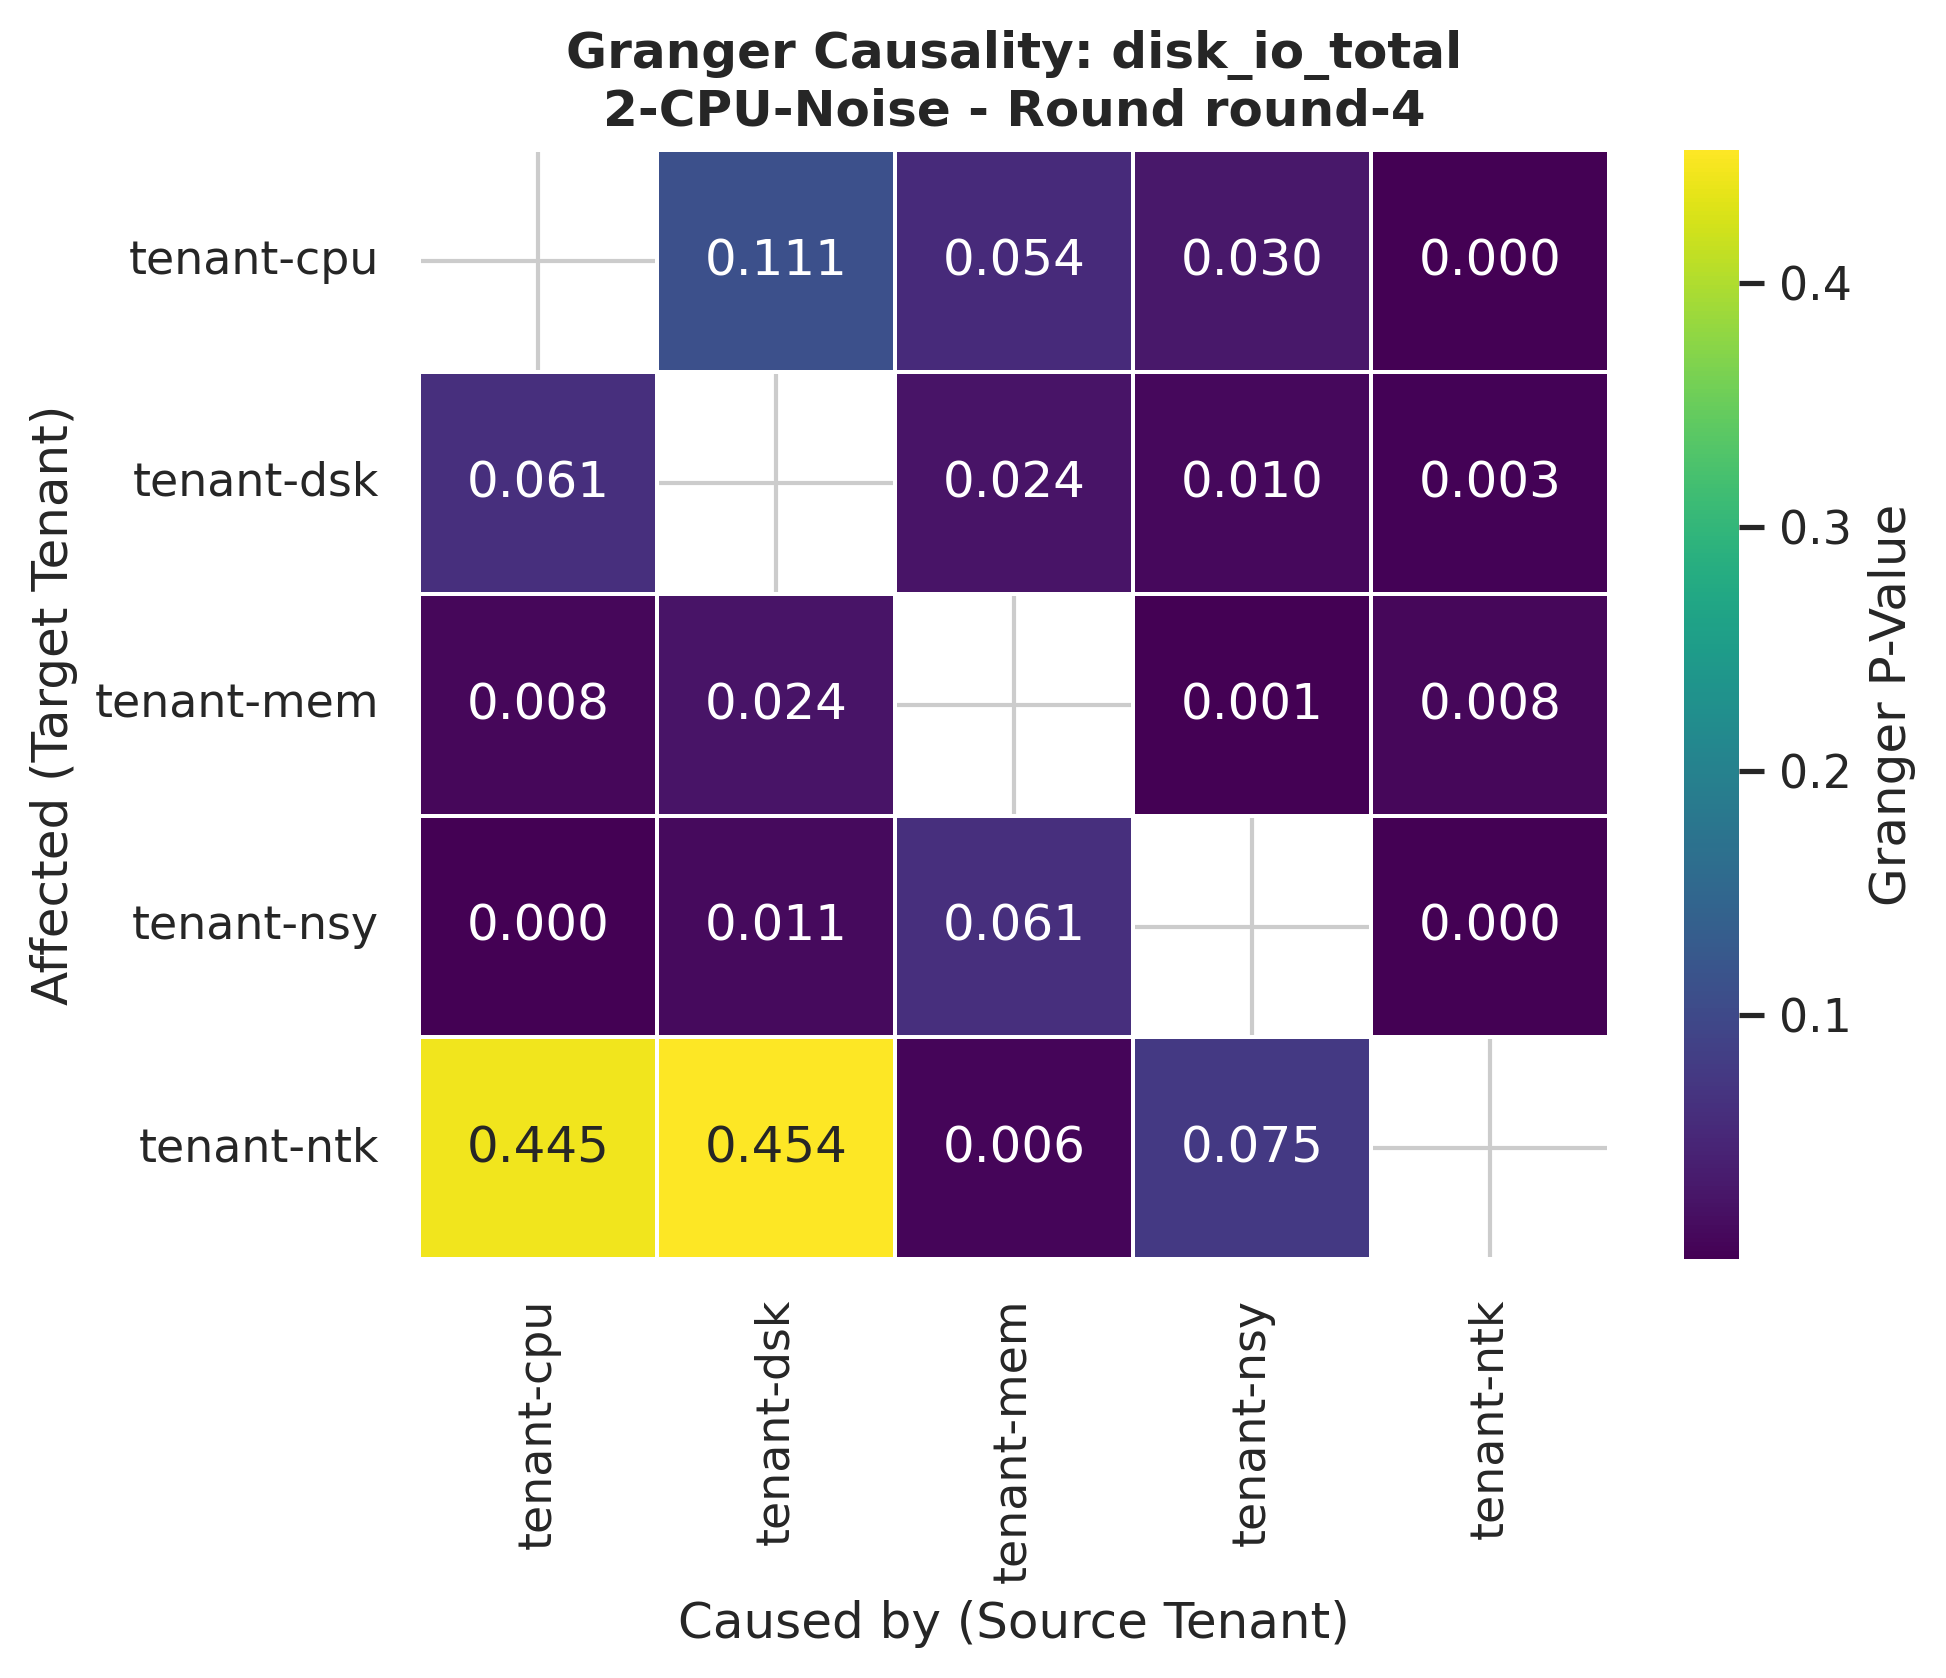 Granger Causality: disk_io_total
2-CPU-Noise - Round round-4
Affected (Target Tenant)
tenant-cpu 0.111 0.054 0.030 0.000
tenant-dsk 0.061 0.024 0.010 0.003
tenant-mem 0.008 0.024 0.001 0.008
tenant-nsy 0.000 0.011 0.061 0.000
tenant-ntk 0.445 0.454 0.006 0.075
tenant-cpu tenant-dsk tenant-mem tenant-nsy tenant-ntk
Caused by (Source Tenant)
0.4
0.3
0.2
0.1
Granger P-Value